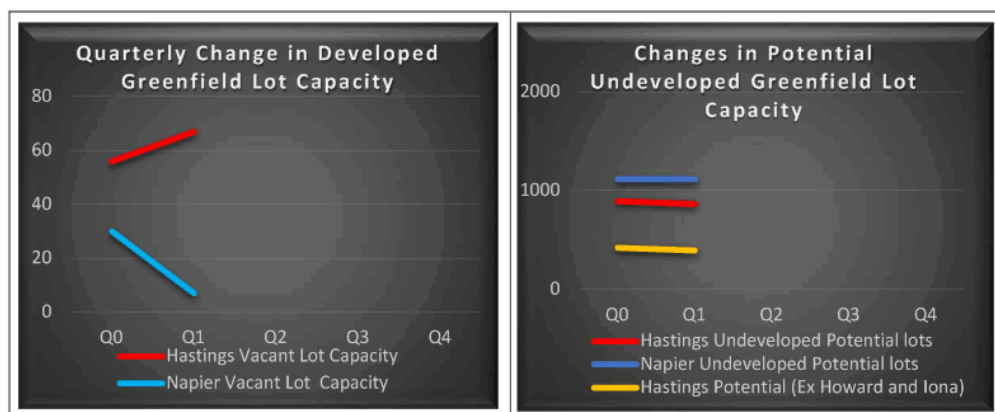 Quarterly Change in Developed
Greenfield Lot Capacity
80
60
40
20
0
Q0 Q1 Q2 Q3 Q4
Hastings Vacant Lot Capacity
Napier Vacant Lot Capacity
Changes in Potential
Undeveloped Greenfield Lot
Capacity
2000
1000
0
Q0 Q1 Q2 Q3 Q4
Hastings Undeveloped Potential lots
Napier Undeveloped Potential lots
Hastings Potential (Ex Howard and Iona)